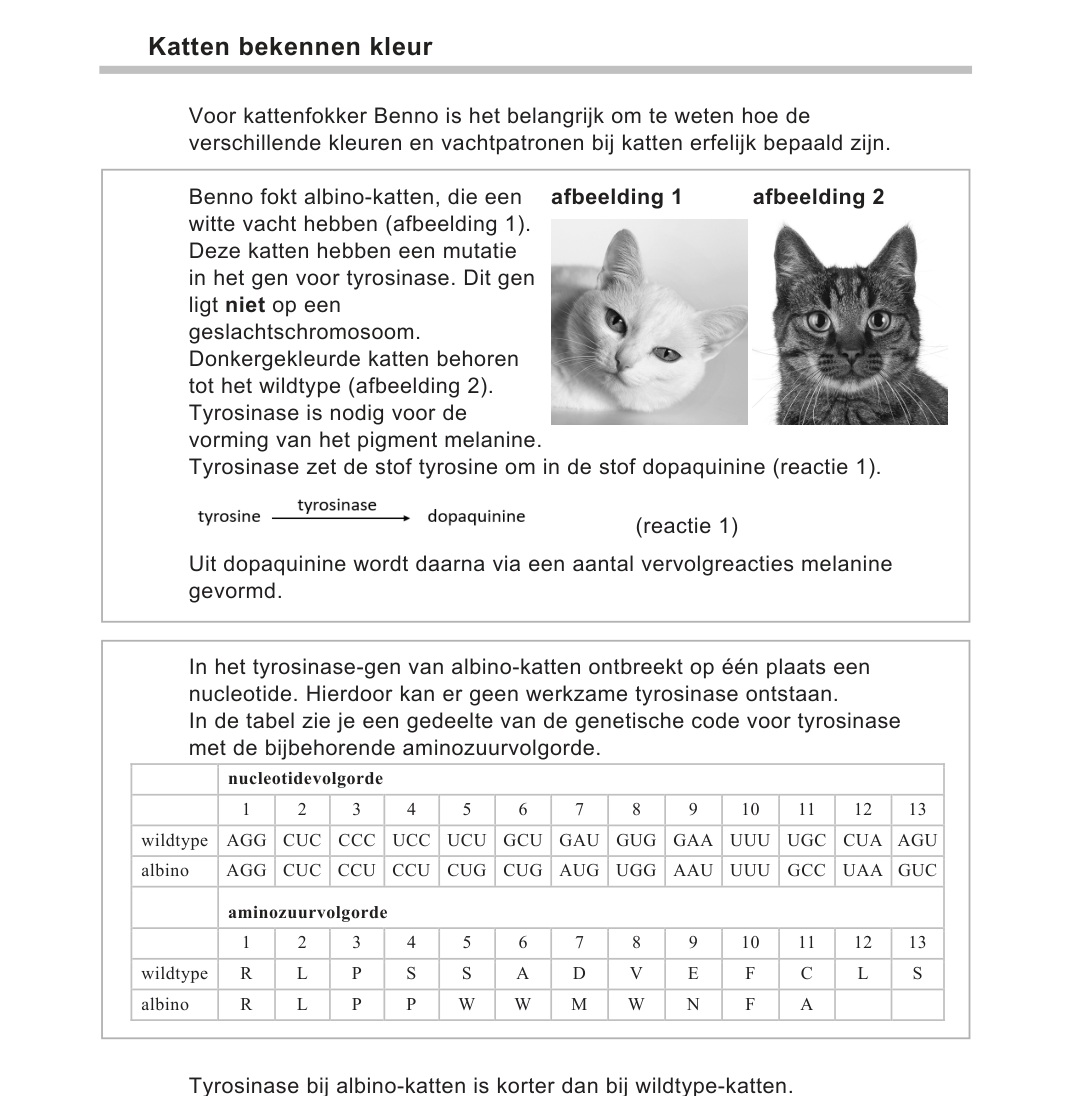 Katten bekennen kleur
Voor kattenfokker Benno is het belangrijk om te weten hoe de
verschillende kleuren en vachtpatronen bij katten erfelijk bepaald zijn.
Benno fokt albino-katten, die een
witte vacht hebben (afbeelding 1).
Deze katten hebben een mutatie
in het gen voor tyrosinase. Dit gen
ligt niet op een
geslachtschromosoom.
Donkergekleurde katten behoren
tot het wildtype (afbeelding 2).
Tyrosinase is nodig voor de
vorming van het pigment melanine.
afbeelding 1 afbeelding 2
Tyrosinase zet de stof tyrosine om in de stof dopaquinine (reactie 1).
tyrosinase
tyrosine dopaquinine (reactie 1)
Uit dopaquinine wordt daarna via een aantal vervolgreacties melanine
gevormd.
In het tyrosinase-gen van albino-katten ontbreekt op één plaats een
nucleotide. Hierdoor kan er geen werkzame tyrosinase ontstaan.
In de tabel zie je een gedeelte van de genetische code voor tyrosinase
met de bijbehorende aminozuurvolgorde.
nucleotidevolgorde
1 2 3 4 5 6 7 8 9 10 11 12 13
wildtype AGG CUC CCC UCC UCU GCU GAU GUG GAA UUU UGC CUA AGU
albino AGG CUC CCU CCU CUG CUG AUG UGG AAU UUU GCC UAA GUC
aminozuurvolgorde
1 2 3 4 5 6 7 8 9 10 11 12 13
wildtype R L P S S A D V E F C L S
albino R L P P W W M W N F A
Tyrosinase bij albino-katten is korter dan bij wildtype-katten.